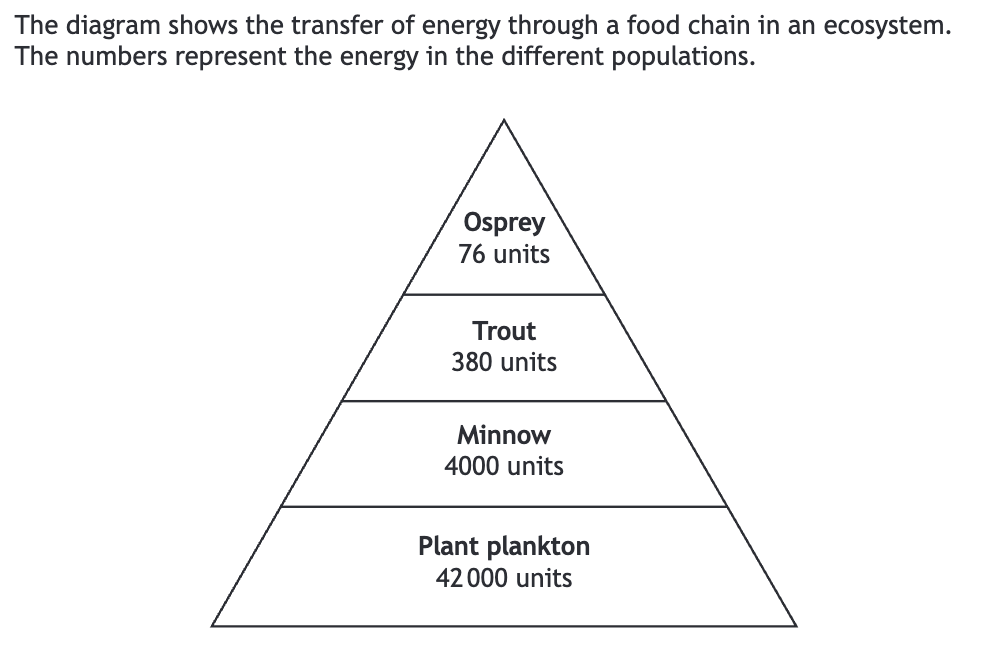 The diagram shows the transfer of energy through a food chain in an ecosystem.
The numbers represent the energy in the different populations.
Osprey
76 units
Trout
380 units
Minnow
4000 units
Plant plankton
42 000 units